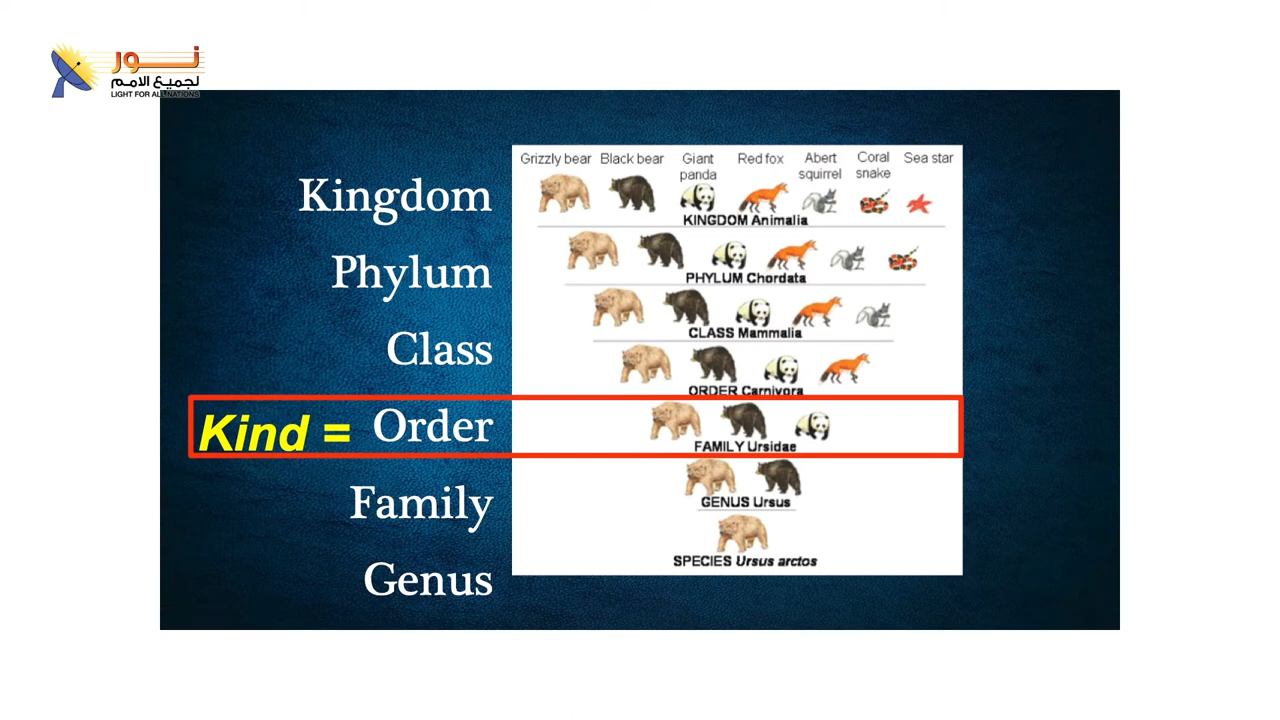 نور
لجميع الامم
LIGHT FOR ALL NATIONS
Kingdom
Phylum
Class
Kind = Order
Family
Genus
Grizzly bear Black bear Giant panda Red fox Abert squirrel Coral snake Sea star
KINGDOM Animalia
PHYLUM Chordata
CLASS Mammalia
ORDER Carnivora
FAMILY Ursidae
GENUS Ursus
SPECIES Ursus arctos